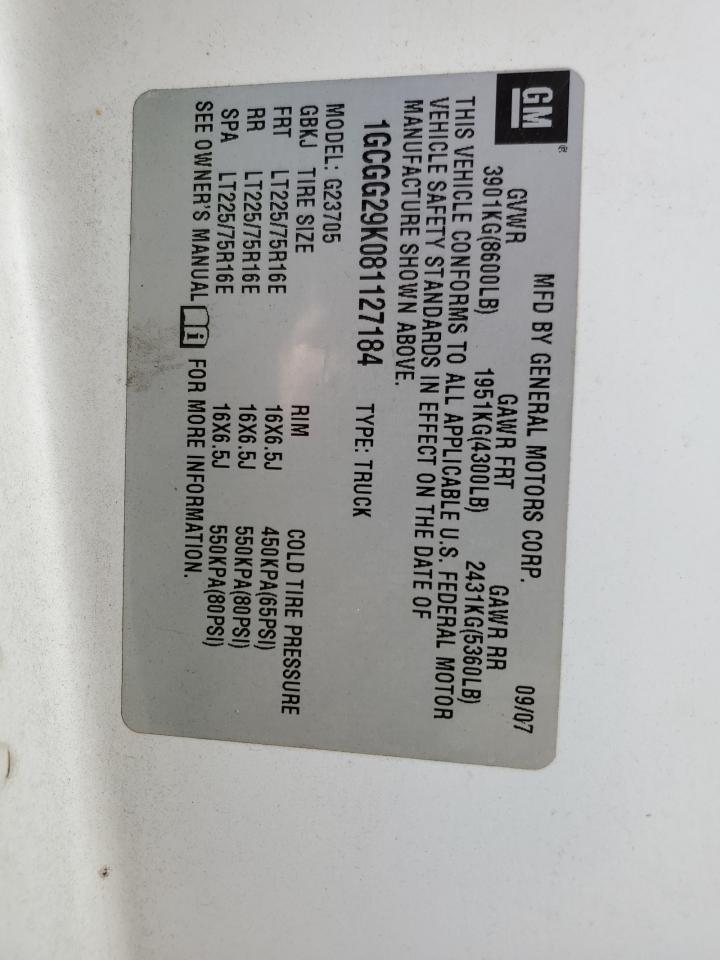 GM®
MFD BY GENERAL MOTORS CORP. 09/07
GVWR GAWR FRT GAWR RR
3901KG(8600LB) 1951KG(4300LB) 2431KG(5360LB)
THIS VEHICLE CONFORMS TO ALL APPLICABLE U.S. FEDERAL MOTOR
VEHICLE SAFETY STANDARDS IN EFFECT ON THE DATE OF
MANUFACTURE SHOWN ABOVE.
1GCGG29K081127184 TYPE: TRUCK
MODEL: G23705
GBKJ TIRE SIZE RIM COLD TIRE PRESSURE
FRT LT225/75R16E 16X6.5J 450KPA(65PSI)
RR LT225/75R16E 16X6.5J 550KPA(80PSI)
SPA LT225/75R16E 16X6.5J 550KPA(80PSI)
SEE OWNER'S MANUAL i FOR MORE INFORMATION.